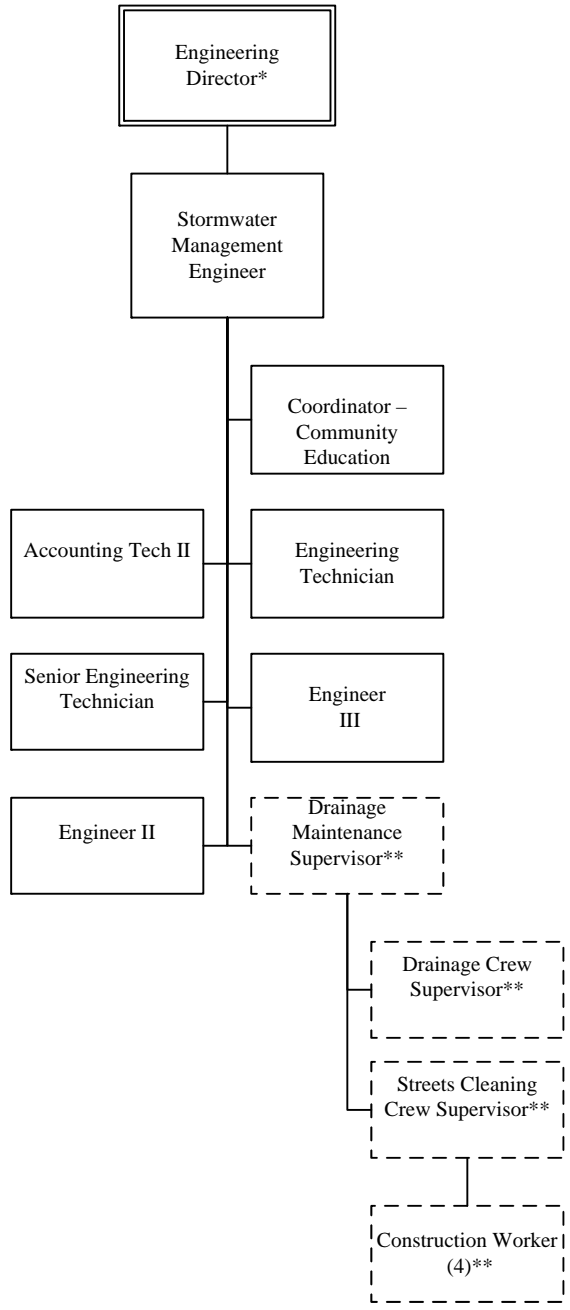 Engineering
Director*
Stormwater
Management
Engineer
Coordinator –
Community
Education
Accounting Tech II
Engineering
Technician
Senior Engineering
Technician
Engineer
III
Engineer II
Drainage
Maintenance
Supervisor**
Drainage Crew
Supervisor**
Streets Cleaning
Crew Supervisor**
Construction Worker
(4)**